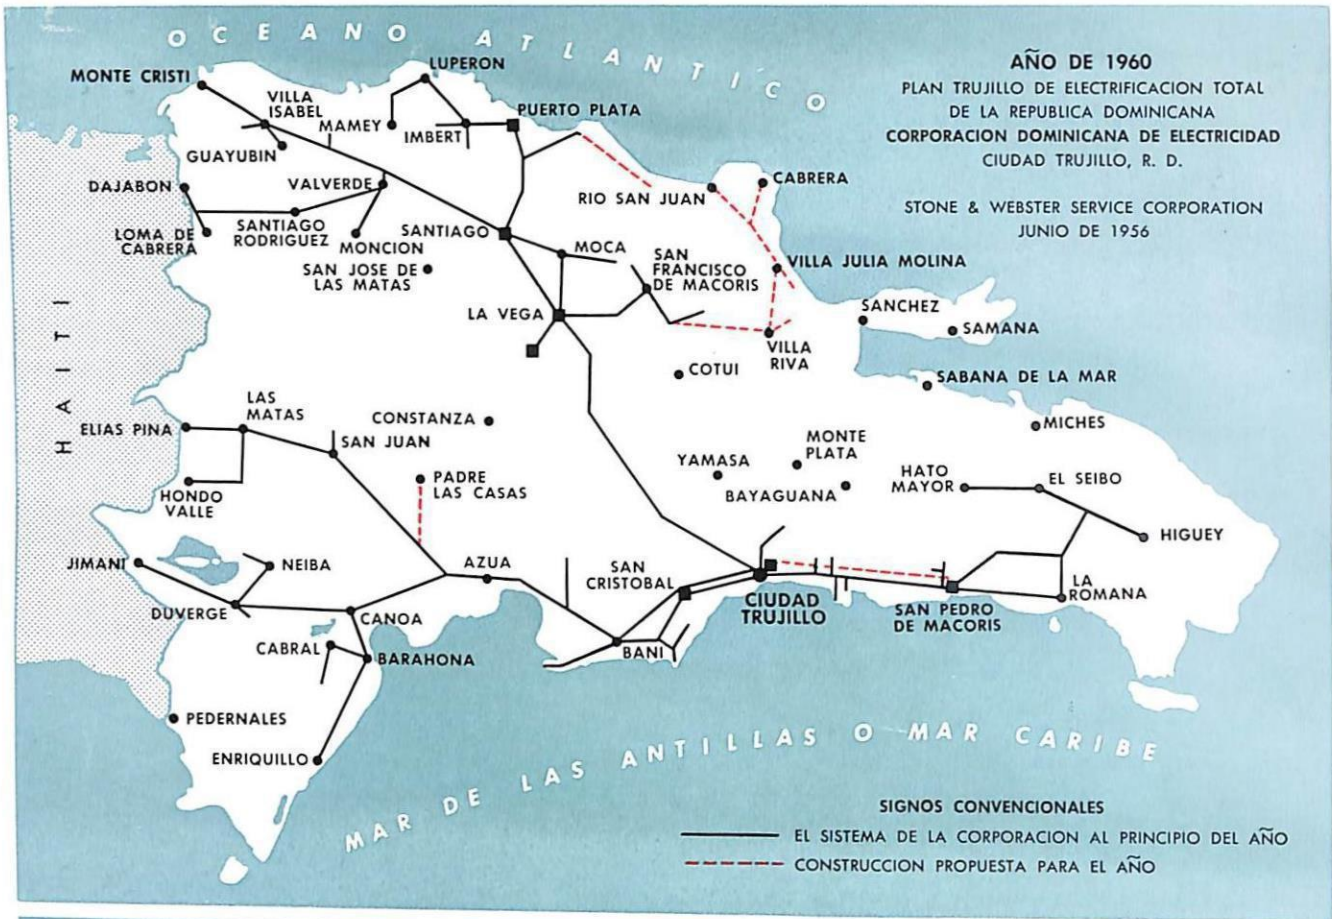 OCEANO ATLANTICO
AÑO DE 1960
PLAN TRUJILLO DE ELECTRIFICACION TOTAL
DE LA REPUBLICA DOMINICANA
CORPORACION DOMINICANA DE ELECTRICIDAD
CIUDAD TRUJILLO, R. D.
STONE & WEBSTER SERVICE CORPORATION
JUNIO DE 1956
MONTE CRISTI
LUPERON
VILLA
ISABEL
MAMEY
IMBERT
PUERTO PLATA
GUAYUBIN
DAJABON
VALVERDE
RIO SAN JUAN
CABRERA
LOMA DE
CABRERA
SANTIAGO
RODRIGUEZ
MONCION
SANTIAGO
MOCA
SAN JOSE DE
LAS MATAS
SAN
FRANCISCO
DE MACORIS
VILLA JULIA MOLINA
HAITI
LA VEGA
SANCHEZ
SAMANA
VILLA
RIVA
COTUI
SABANA DE LA MAR
LAS
MATAS
ELIAS PINA
CONSTANZA
SAN JUAN
MICHES
MONTE
PLATA
YAMASA
BAYAGUANA
HATO
MAYOR
EL SEIBO
PADRE
LAS CASAS
HONDO
VALLE
HIGUEY
JIMANI
NEIBA
AZUA
SAN
CRISTOBAL
CIUDAD
TRUJILLO
SAN PEDRO
DE MACORIS
LA
ROMANA
DUVERGE
CANOA
CABRAL
BARAHONA
BANI
PEDERNALES
ENRIQUILLO
MAR DE LAS ANTILLAS O MAR CARIBE
SIGNOS CONVENCIONALES
EL SISTEMA DE LA CORPORACION AL PRINCIPIO DEL AÑO
CONSTRUCCION PROPUESTA PARA EL AÑO